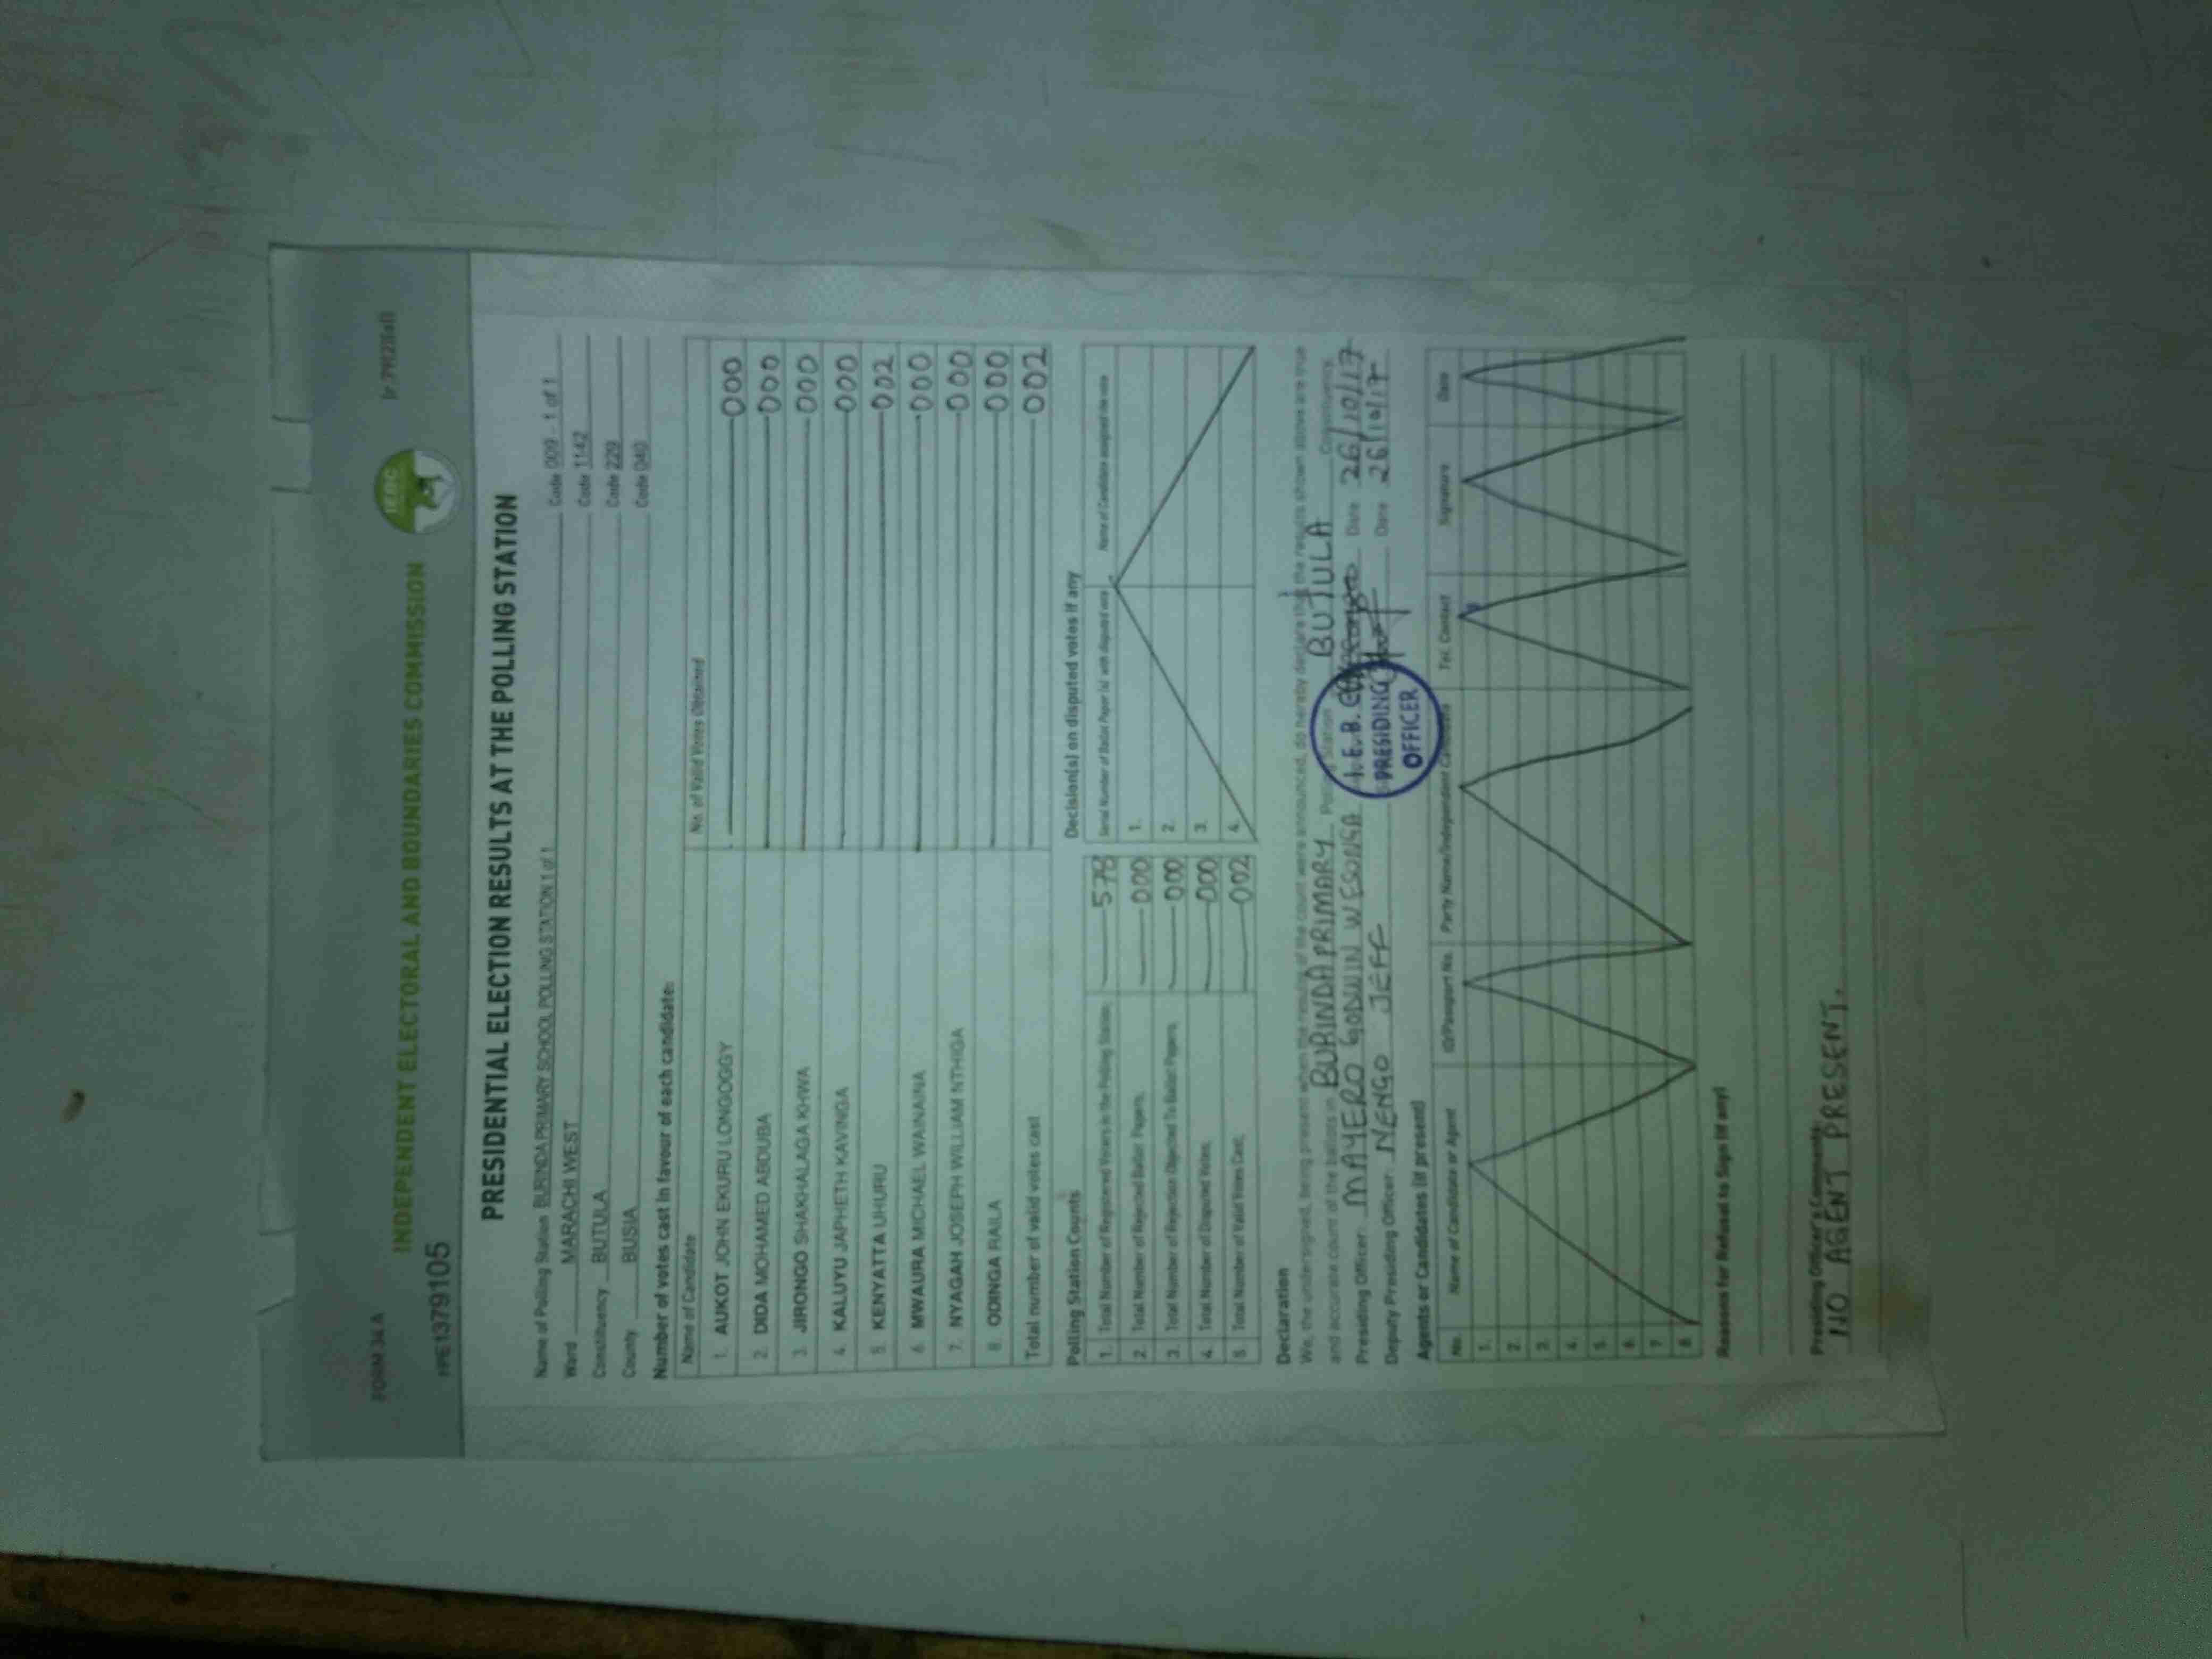 FORM 34 A
INDEPENDENT ELECTORAL AND BOUNDARIES COMMISSION
IEBC
PE1379105
PRESIDENTIAL ELECTION RESULTS AT THE POLLING STATION
Name of Polling Station BURINDA PRIMARY SCHOOL POLLING STATION 1 of 1 Code 009 - 1 of 1
Ward MARACHI WEST Code 1142
Constituency BUTULA Code 229
County BUSIA Code 040
Number of votes cast in favour of each candidate:
Name of Candidate No. of Valid Votes Obtained
1. AUKOT JOHN EKURU LONGOGGY 000
2. DIDA MOHAMED ABDUBA 000
3. JIRONGO SHAKHALAGA KHWA 000
4. KALUYU JAPHETH KAVINGA 000
5. KENYATTA UHURU 002
6. MWAURA MICHAEL WAINAINA 000
7. NYAGAH JOSEPH WILLIAM NTHIGA 000
8. ODINGA RAILA 000
Total number of valid votes cast 002
Polling Station Counts
1. Total Number of Registered Voters in the Polling Station 578
2. Total Number of Rejected Ballot Papers 000
3. Total Number of Rejection Objected To Ballot Papers 000
4. Total Number of Disputed Votes 000
5. Total Number of Valid Votes Cast 002
Decision(s) on disputed votes if any
Serial Number of Ballot Paper (s) with disputed vote Name of Candidate assigned the vote
1.
2.
3.
4.
Declaration
We, the undersigned, being present when the results of the count were announced, do hereby declare that the results shown above are true
and accurate count of the ballots in BURINDA PRIMARY Polling Station BUTULA Constituency.
Presiding Officer: MAYERO GODWIN WESONGA Date 26/10/17
Deputy Presiding Officer: NENGO JEFF Date 26/10/17
I.E.B.C
PRESIDING
OFFICER
Agents or Candidates (if present)
No. Name of Candidate or Agent ID/Passport No. Party Name/Independent Candidate Tel. Contact Signature Date
1.
2.
3.
4.
5.
6.
7.
8.
Reasons for Refusal to Sign (if any)
Presiding Officer's Comments
NO AGENT PRESENT.